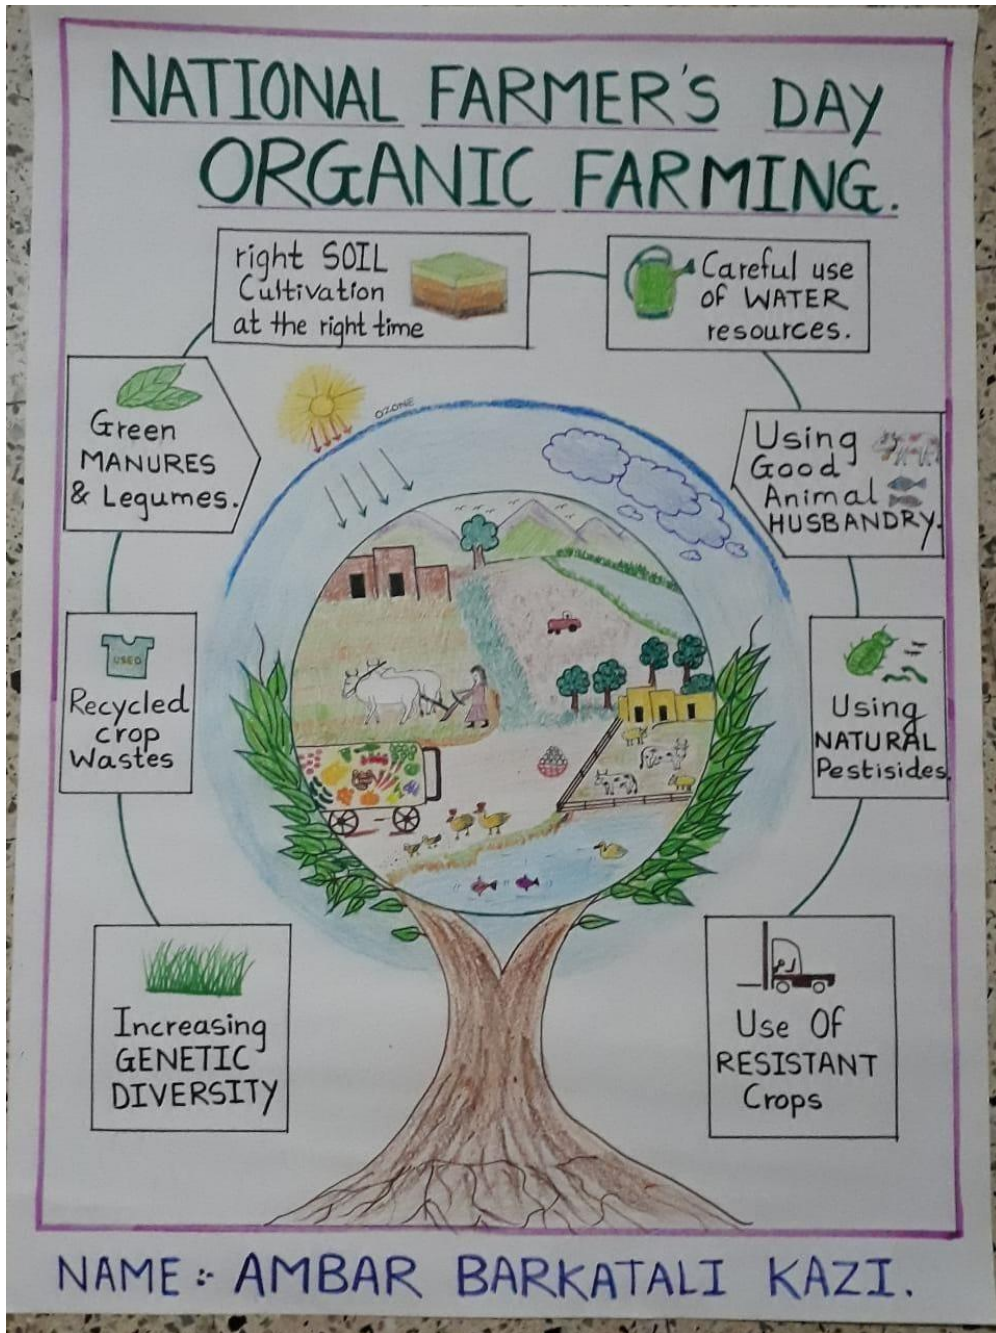 NATIONAL FARMER'S DAY
ORGANIC FARMING.
right SOIL
Cultivation
at the right time
Careful use
OF WATER
resources.
Green
MANURES
& Legumes.
OZONE
Using
Good
Animal
HUSBANDRY.
USED
Recycled
crop
Wastes
Using
NATURAL
Pestisides.
Increasing
GENETIC
DIVERSITY
Use OF
RESISTANT
Crops
NAME :- AMBAR BARKATALI KAZI.